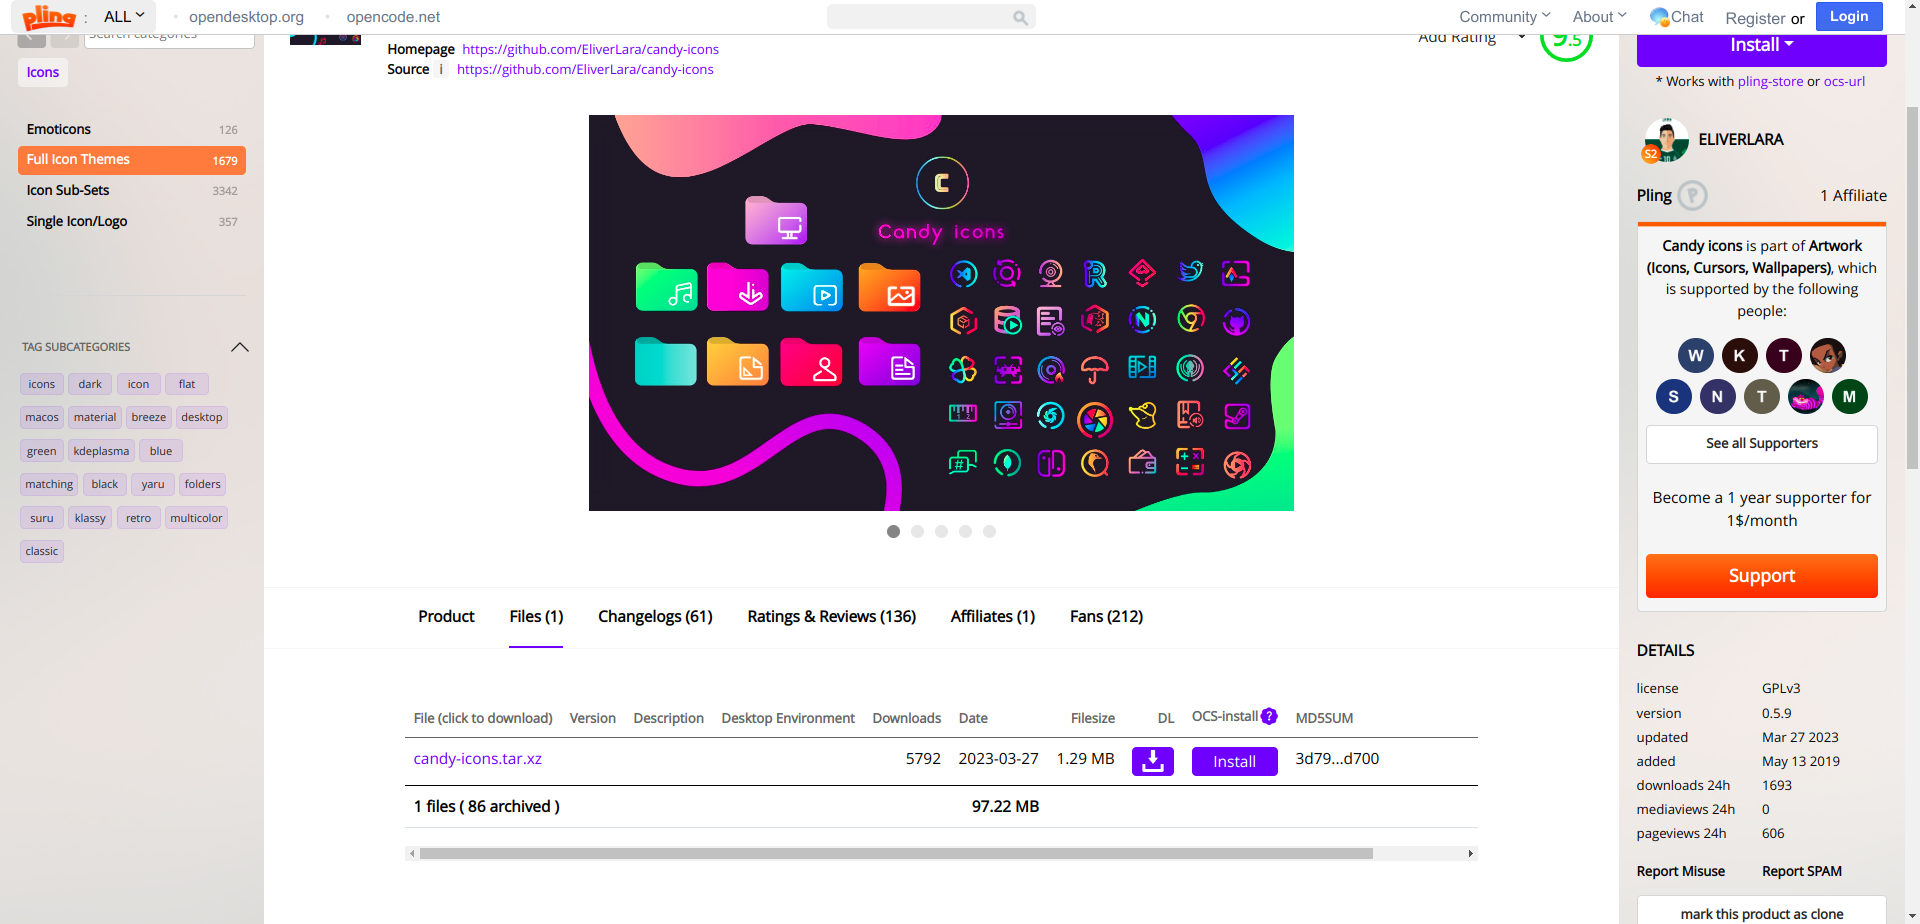 pling : ALL
opendesktop.org
opencode.net
Community
About
Chat
Register or
Login
Search categories
Icons
Emoticons 126
Full Icon Themes 1679
Icon Sub-Sets 3342
Single Icon/Logo 357
TAG SUBCATEGORIES
icons dark icon flat
macos material breeze desktop
green kdeplasma blue
matching black yaru folders
suru klassy retro multicolor
classic
Homepage https://github.com/EliverLara/candy-icons
Source i https://github.com/EliverLara/candy-icons
Add Rating
9.5
C
Candy icons
Product
Files (1)
Changelogs (61)
Ratings & Reviews (136)
Affiliates (1)
Fans (212)
File (click to download) Version Description Desktop Environment Downloads Date Filesize DL OCS-install ? MD5SUM
candy-icons.tar.xz 5792 2023-03-27 1.29 MB Install 3d79...d700
1 files ( 86 archived ) 97.22 MB
Install
* Works with pling-store or ocs-url
S2
ELIVERLARA
Pling P 1 Affiliate
Candy icons is part of Artwork
(Icons, Cursors, Wallpapers), which
is supported by the following
people:
W K T
S N T M
See all Supporters
Become a 1 year supporter for
1$/month
Support
DETAILS
license GPLv3
version 0.5.9
updated Mar 27 2023
added May 13 2019
downloads 24h 1693
mediaviews 24h 0
pageviews 24h 606
Report Misuse Report SPAM
mark this product as clone